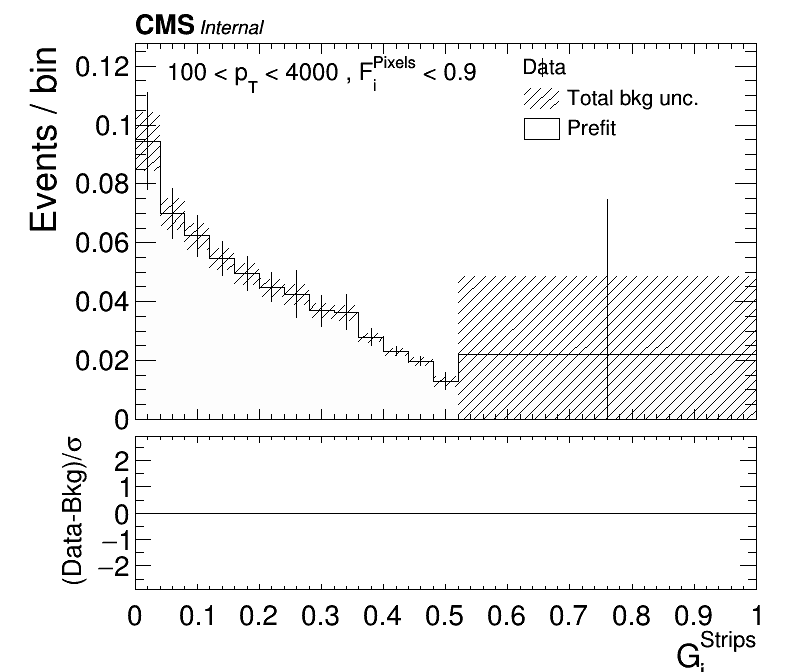 CMS Internal
100 < p_T < 4000 , F_i^Pixels < 0.9
Data
Total bkg unc.
Prefit
Events / bin
0.12
0.1
0.08
0.06
0.04
0.02
0
(Data-Bkg)/σ
2
1
0
−1
−2
0 0.1 0.2 0.3 0.4 0.5 0.6 0.7 0.8 0.9 1
G_i^Strips